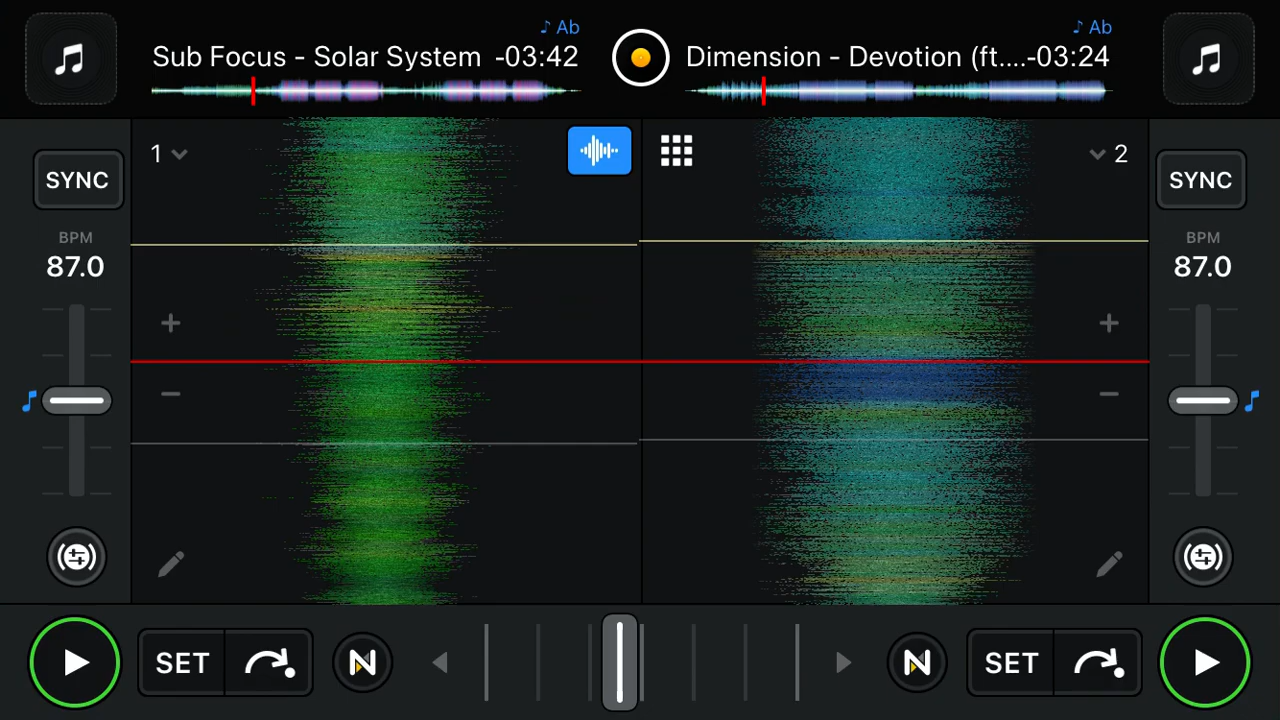 ♪ Ab
Sub Focus - Solar System -03:42
♪ Ab
Dimension - Devotion (ft....-03:24
1
2
SYNC
BPM
87.0
SYNC
BPM
87.0
SET
N
N
SET